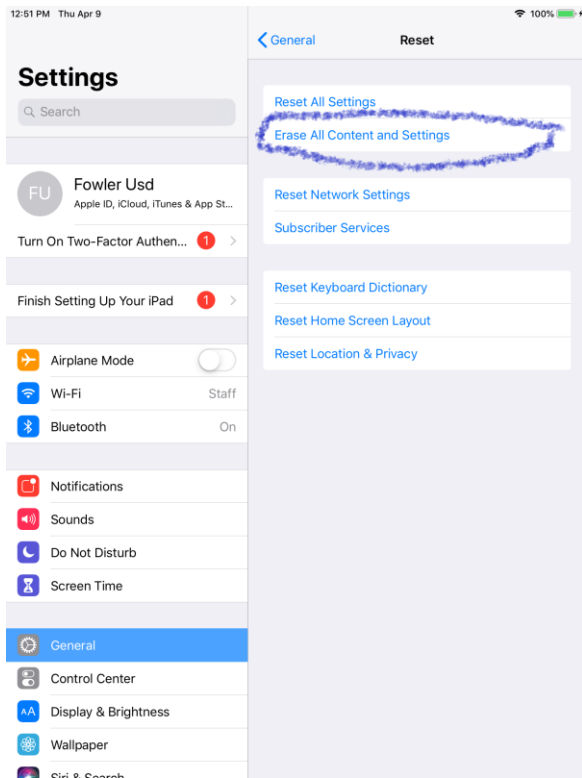 12:51 PM Thu Apr 9
100%
Settings
Search
FU
Fowler Usd
Apple ID, iCloud, iTunes & App St...
Turn On Two-Factor Authen...
1
Finish Setting Up Your iPad
1
Airplane Mode
Wi-Fi
Staff
Bluetooth
On
Notifications
Sounds
Do Not Disturb
Screen Time
General
Control Center
AA
Display & Brightness
Wallpaper
Siri & Search
General
Reset
Reset All Settings
Erase All Content and Settings
Reset Network Settings
Subscriber Services
Reset Keyboard Dictionary
Reset Home Screen Layout
Reset Location & Privacy